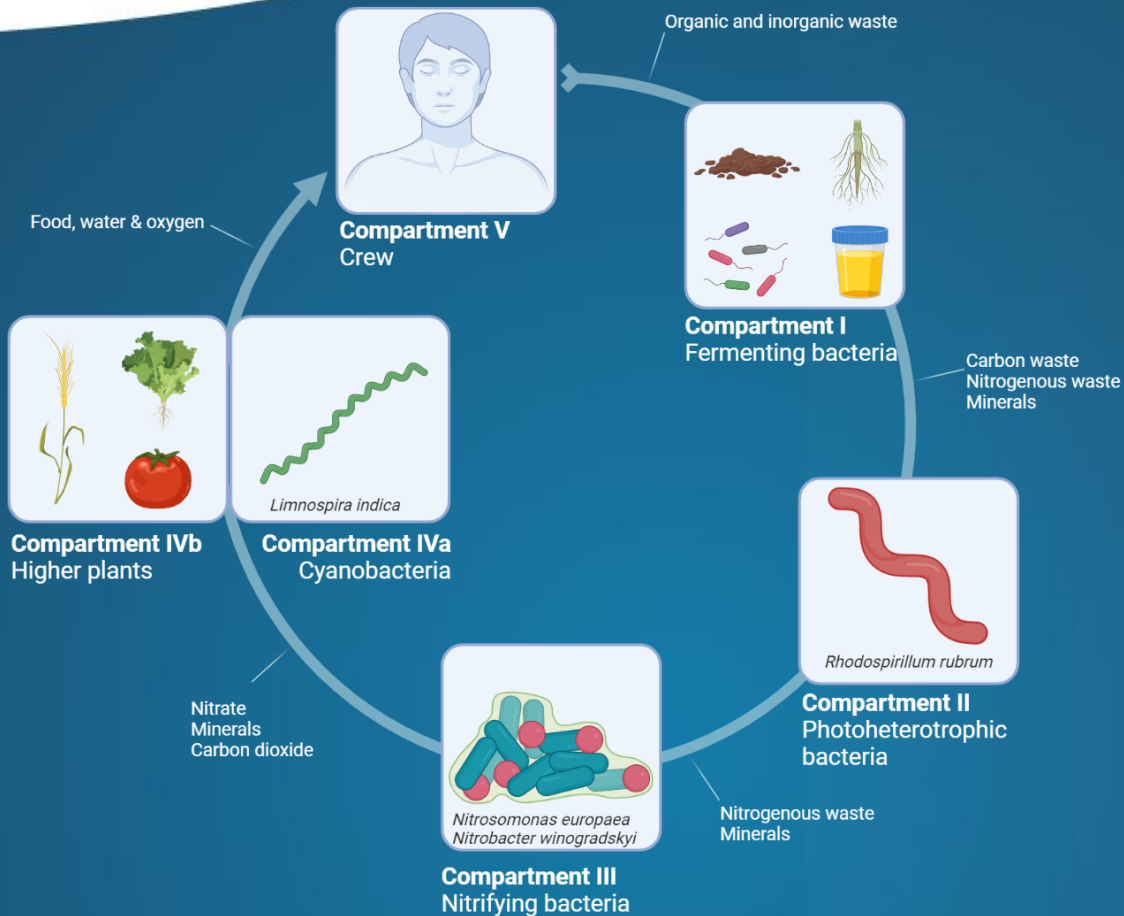 Organic and inorganic waste
Compartment V
Crew
Compartment I
Fermenting bacteria
Carbon waste
Nitrogenous waste
Minerals
Rhodospirillum rubrum
Compartment II
Photoheterotrophic
bacteria
Nitrogenous waste
Minerals
Nitrosomonas europaea
Nitrobacter winogradskyi
Compartment III
Nitrifying bacteria
Nitrate
Minerals
Carbon dioxide
Limnospira indica
Compartment IVa
Cyanobacteria
Compartment IVb
Higher plants
Food, water & oxygen